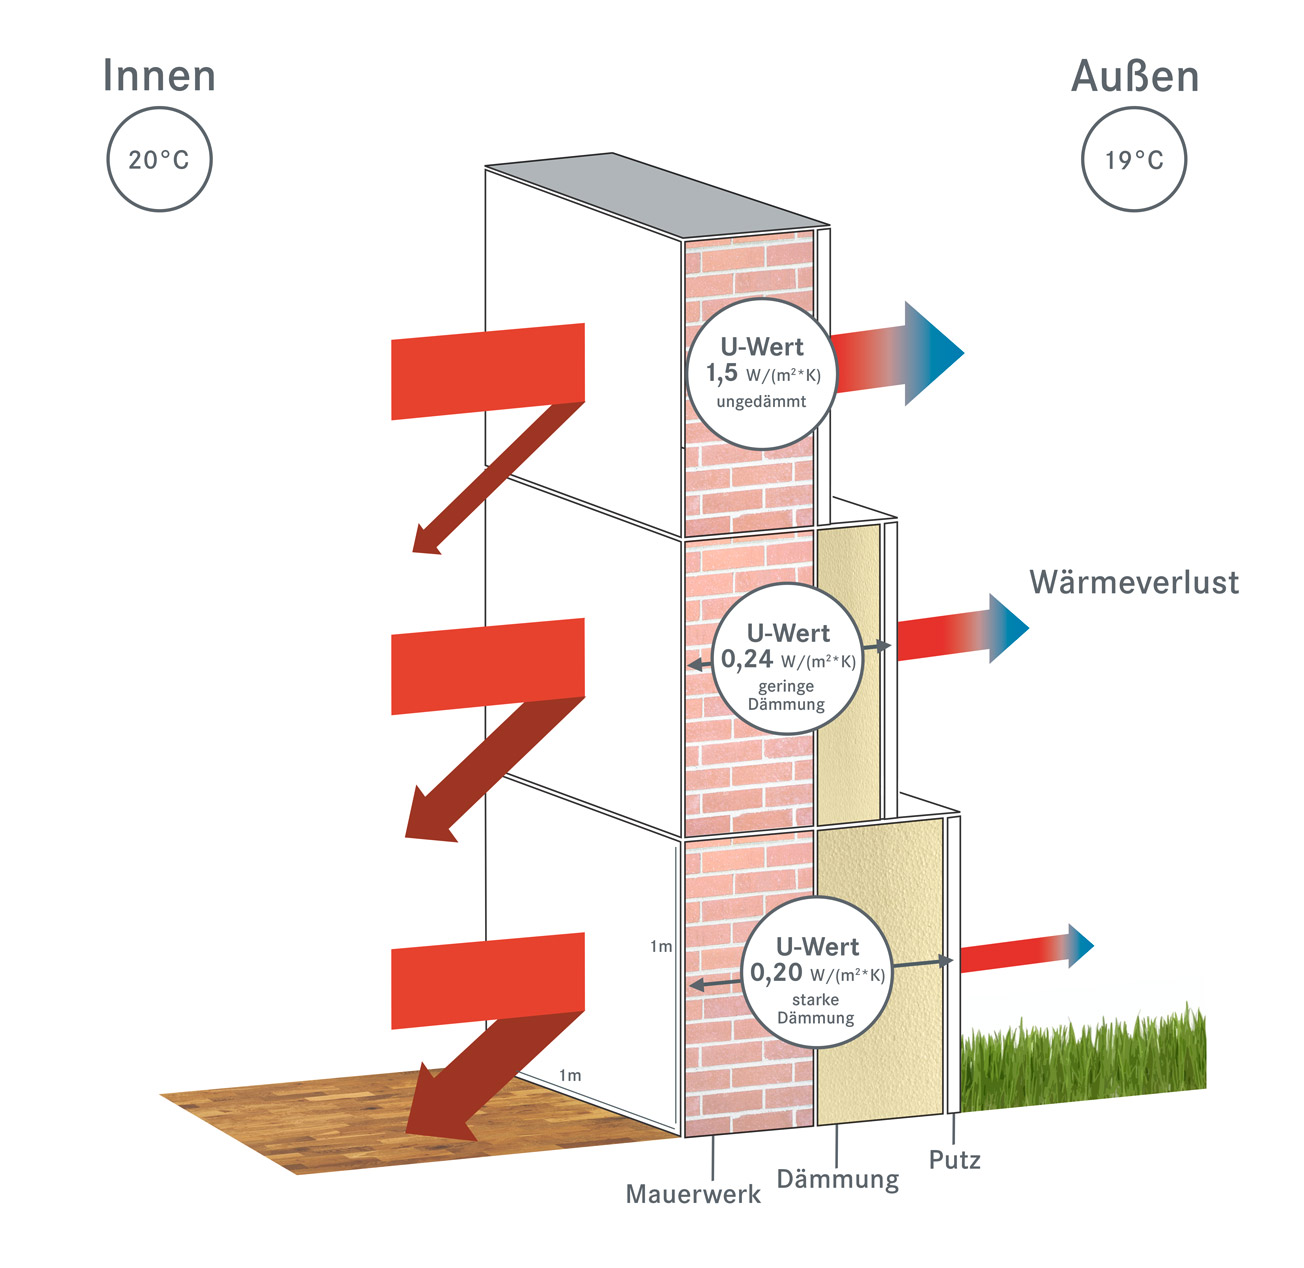 Innen
20°C
Außen
19°C
U-Wert
1,5 W/(m²*K)
ungedämmt
Wärmeverlust
U-Wert
0,24 W/(m²*K)
geringe
Dämmung
1m
U-Wert
0,20 W/(m²*K)
starke
Dämmung
1m
Putz
Dämmung
Mauerwerk